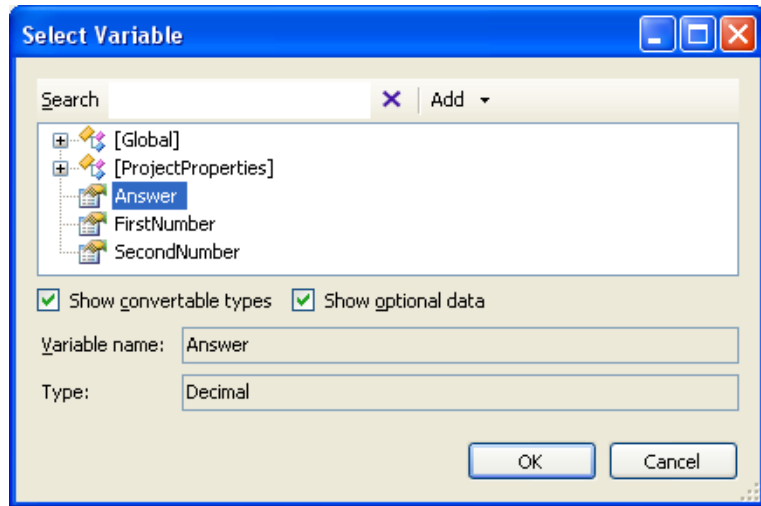 Select Variable
Search Add
[Global]
[ProjectProperties]
Answer
FirstNumber
SecondNumber
Show convertable types Show optional data
Variable name: Answer
Type: Decimal
OK Cancel